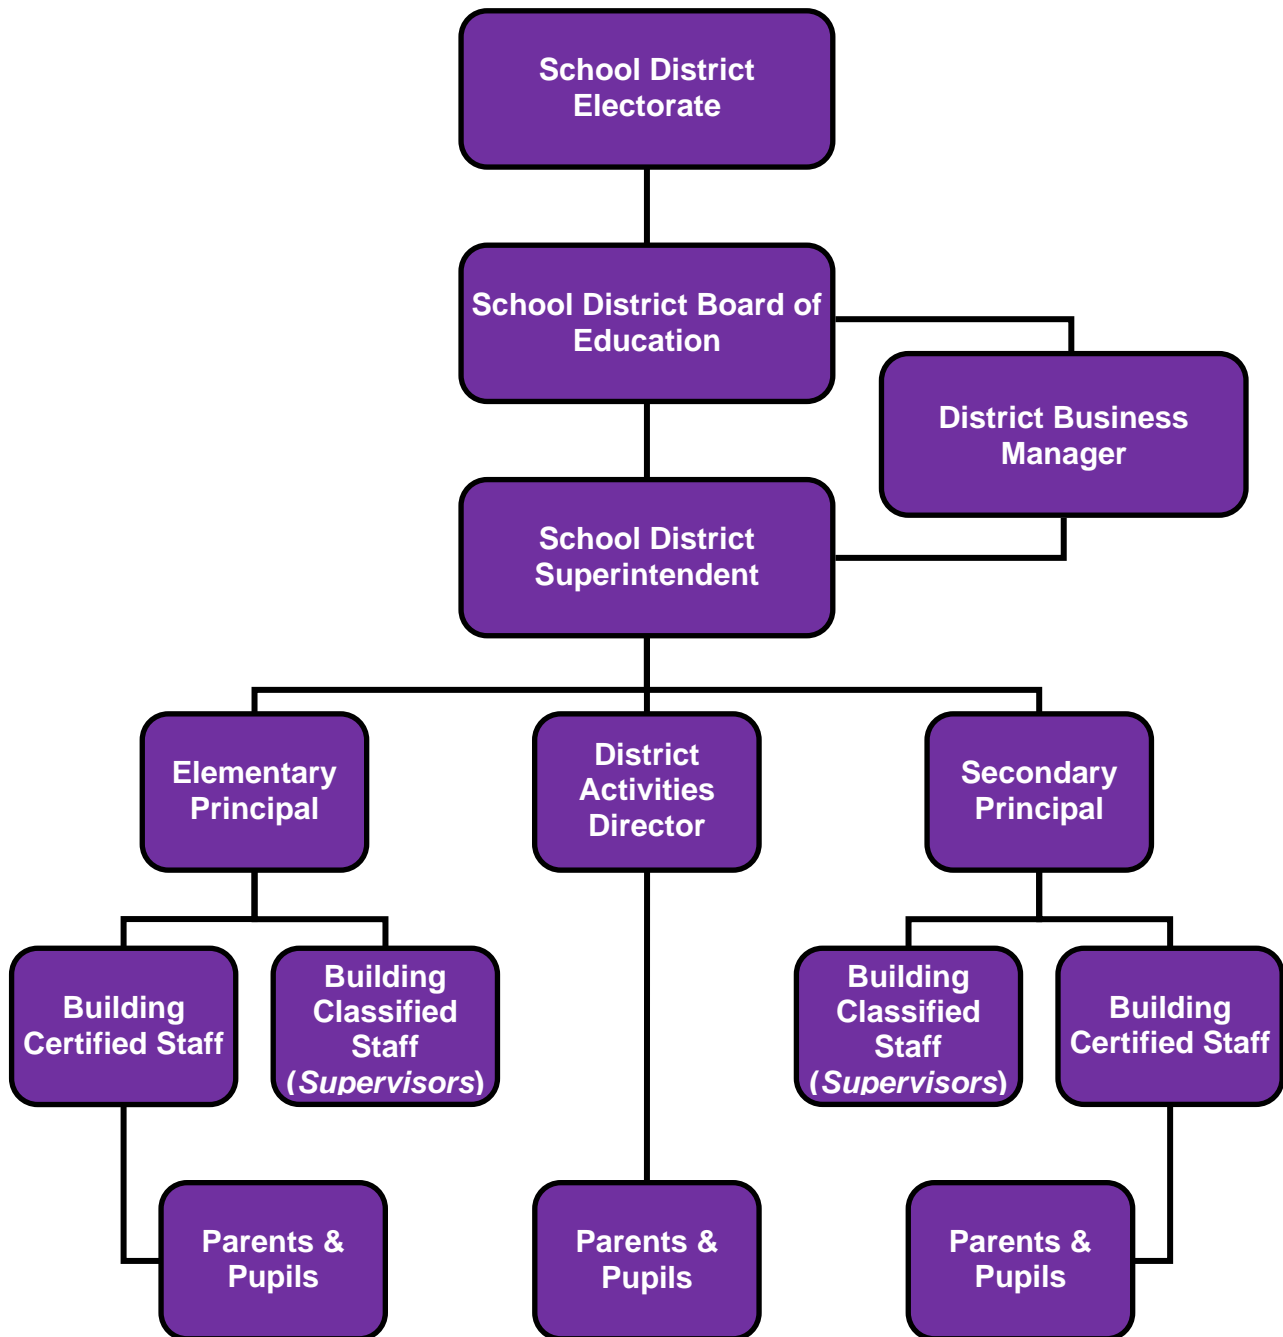 School District
Electorate
School District Board of
Education
District Business
Manager
School District
Superintendent
Elementary
Principal
District
Activities
Director
Secondary
Principal
Building
Certified Staff
Building
Classified
Staff
(Supervisors)
Building
Classified
Staff
(Supervisors)
Building
Certified Staff
Parents &
Pupils
Parents &
Pupils
Parents &
Pupils